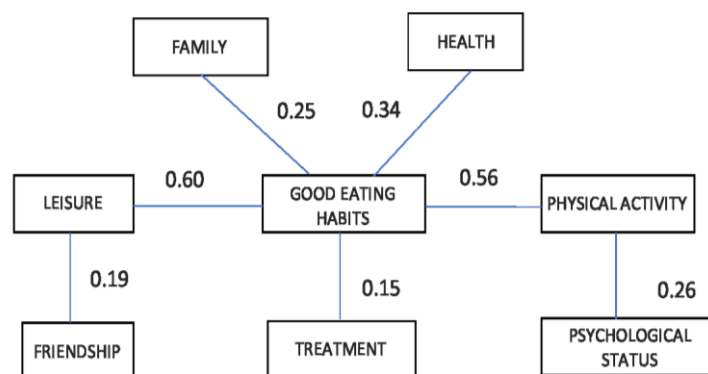 FAMILY
HEALTH
0.25
0.34
0.60
0.56
LEISURE
GOOD EATING
HABITS
PHYSICAL ACTIVITY
0.19
0.15
0.26
FRIENDSHIP
TREATMENT
PSYCHOLOGICAL
STATUS